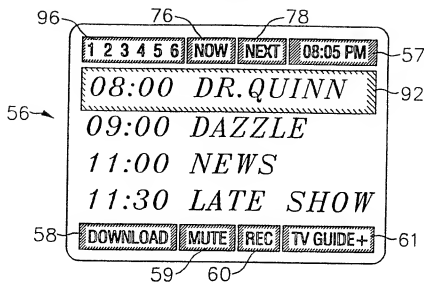 96 76 78
1 2 3 4 5 6 NOW NEXT 08:05 PM 57
08:00 DR.QUINN 92
56 09:00 DAZZLE
11:00 NEWS
11:30 LATE SHOW
58 DOWNLOAD MUTE REC TV GUIDE+ 61
59 60